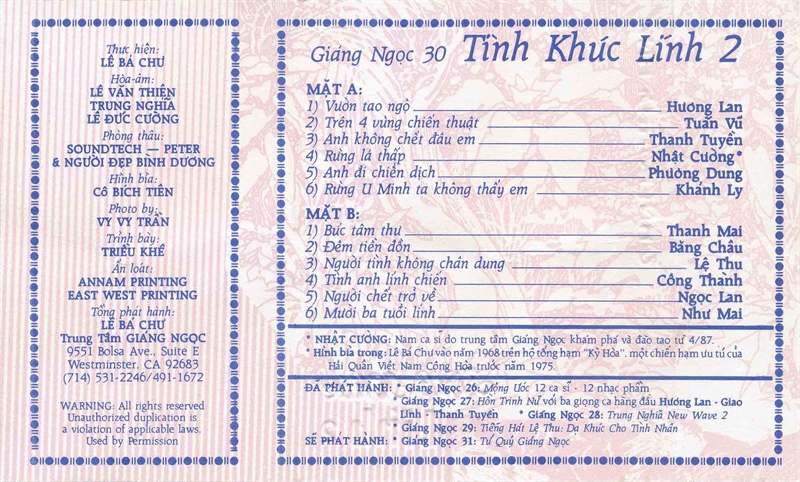 Thực hiện:
LÊ BÁ CHƯ
Hòa-âm:
LÊ VĂN THIỆN
TRUNG NGHĨA
LÊ ĐỨC CƯỜNG
Phòng thâu:
SOUNDTECH — PETER
& NGƯỜI ĐẸP BÌNH DƯƠNG
Hình bìa:
Cô BÍCH TIÊN
Photo by:
VY VY TRẦN
Trình bày:
TRIỀU KHÊ
Ấn loát:
ANNAM PRINTING
EAST WEST PRINTING
Tổng phát hành:
LÊ BÁ CHƯ
Trung Tâm GIÁNG NGỌC
9551 Bolsa Ave., Suite E
Westminster, CA 92683
(714) 531-2246/491-1672
WARNING: All rights reserved
Unauthorized duplication is
a violation of applicable laws.
Used by Permission
Giáng Ngọc 30 Tình Khúc Lính 2
MẶT A:
1) Vườn tao ngộ Hương Lan
2) Trên 4 vùng chiến thuật Tuấn Vũ
3) Anh không chết đâu em Thanh Tuyền
4) Rừng lá thấp Nhật Cường*
5) Anh đi chiến dịch Phương Dung
6) Rừng U Minh ta không thấy em Khánh Ly
MẶT B:
1) Bức tâm thư Thanh Mai
2) Đêm tiền đồn Băng Châu
3) Người tình không chân dung Lệ Thu
4) Tình anh lính chiến Công Thành
5) Người chết trở về Ngọc Lan
6) Mười ba tuổi lính Như Mai
* NHẬT CƯỜNG: Nam ca sĩ do trung tâm Giáng Ngọc khám phá và đào tạo từ 4/87.
* Hình bìa trong: Lê Bá Chư vào năm 1968 trên hộ tống hạm "Kỳ Hòa", một chiến hạm ưu tú của
Hải Quân Việt Nam Cộng Hòa trước năm 1975.
ĐÃ PHÁT HÀNH: * Giáng Ngọc 26: Mộng Ước 12 ca sĩ - 12 nhạc phẩm
* Giáng Ngọc 27: Hòn Trinh Nữ với ba giọng ca hàng đầu Hương Lan - Giao
Linh - Thanh Tuyền * Giáng Ngọc 28: Trung Nghĩa New Wave 2
* Giáng Ngọc 29: Tiếng Hát Lệ Thu: Dạ Khúc Cho Tình Nhân
SẼ PHÁT HÀNH: * Giáng Ngọc 31: Tứ Quý Giáng Ngọc